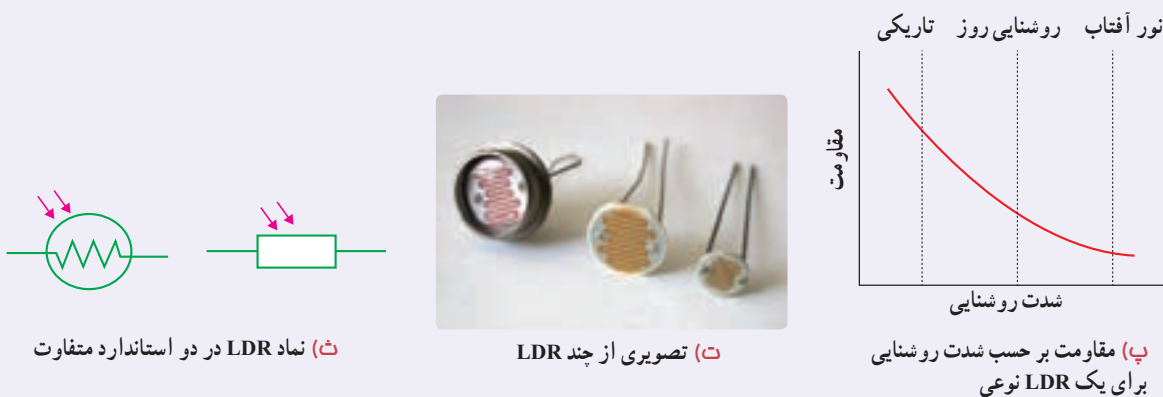 نور آفتاب روشنایی روز تاریکی
مقاومت
شدت روشنایی
پ) مقاومت بر حسب شدت روشنایی
برای یک LDR نوعی
ت) تصویری از چند LDR
ث) نماد LDR در دو استاندارد متفاوت